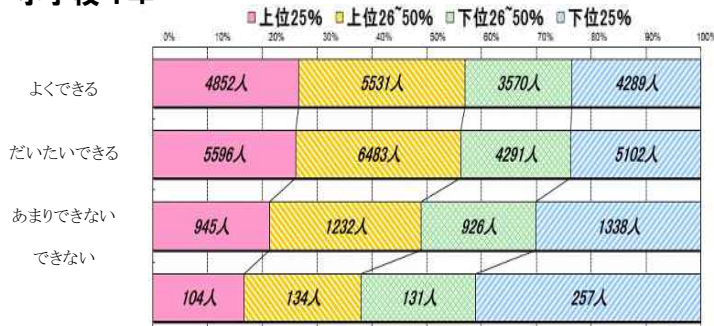 上位25% 上位26~50% 下位26~50% 下位25%
0% 10% 20% 30% 40% 50% 60% 70% 80% 90% 100%
よくできる 4852人 5531人 3570人 4289人
だいたいできる 5596人 6483人 4291人 5102人
あまりできない 945人 1232人 926人 1338人
できない 104人 134人 131人 257人